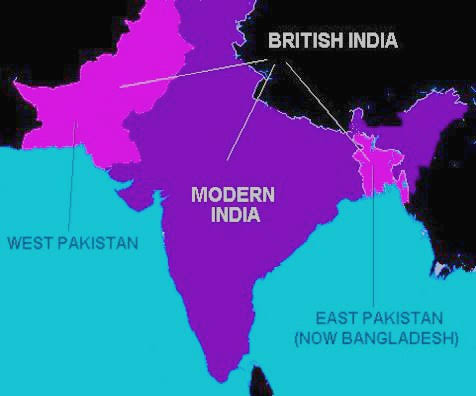 BRITISH INDIA
MODERN
INDIA
WEST PAKISTAN
EAST PAKISTAN
(NOW BANGLADESH)